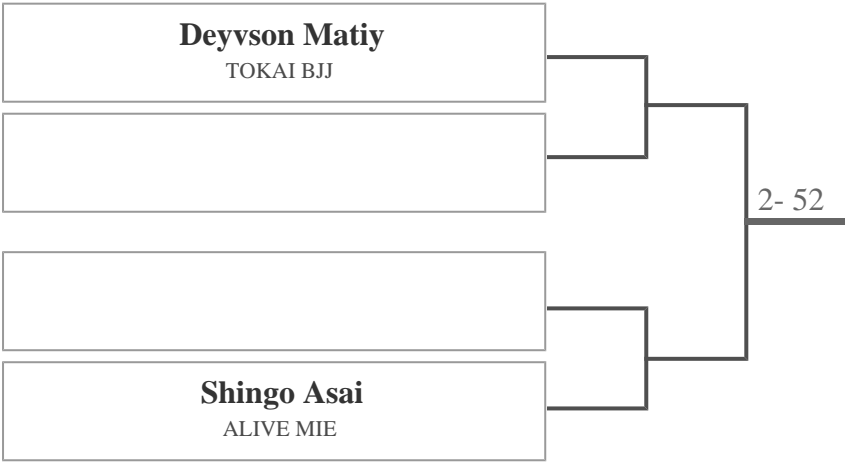 Deyvson Matiy
TOKAI BJJ
2- 52
Shingo Asai
ALIVE MIE